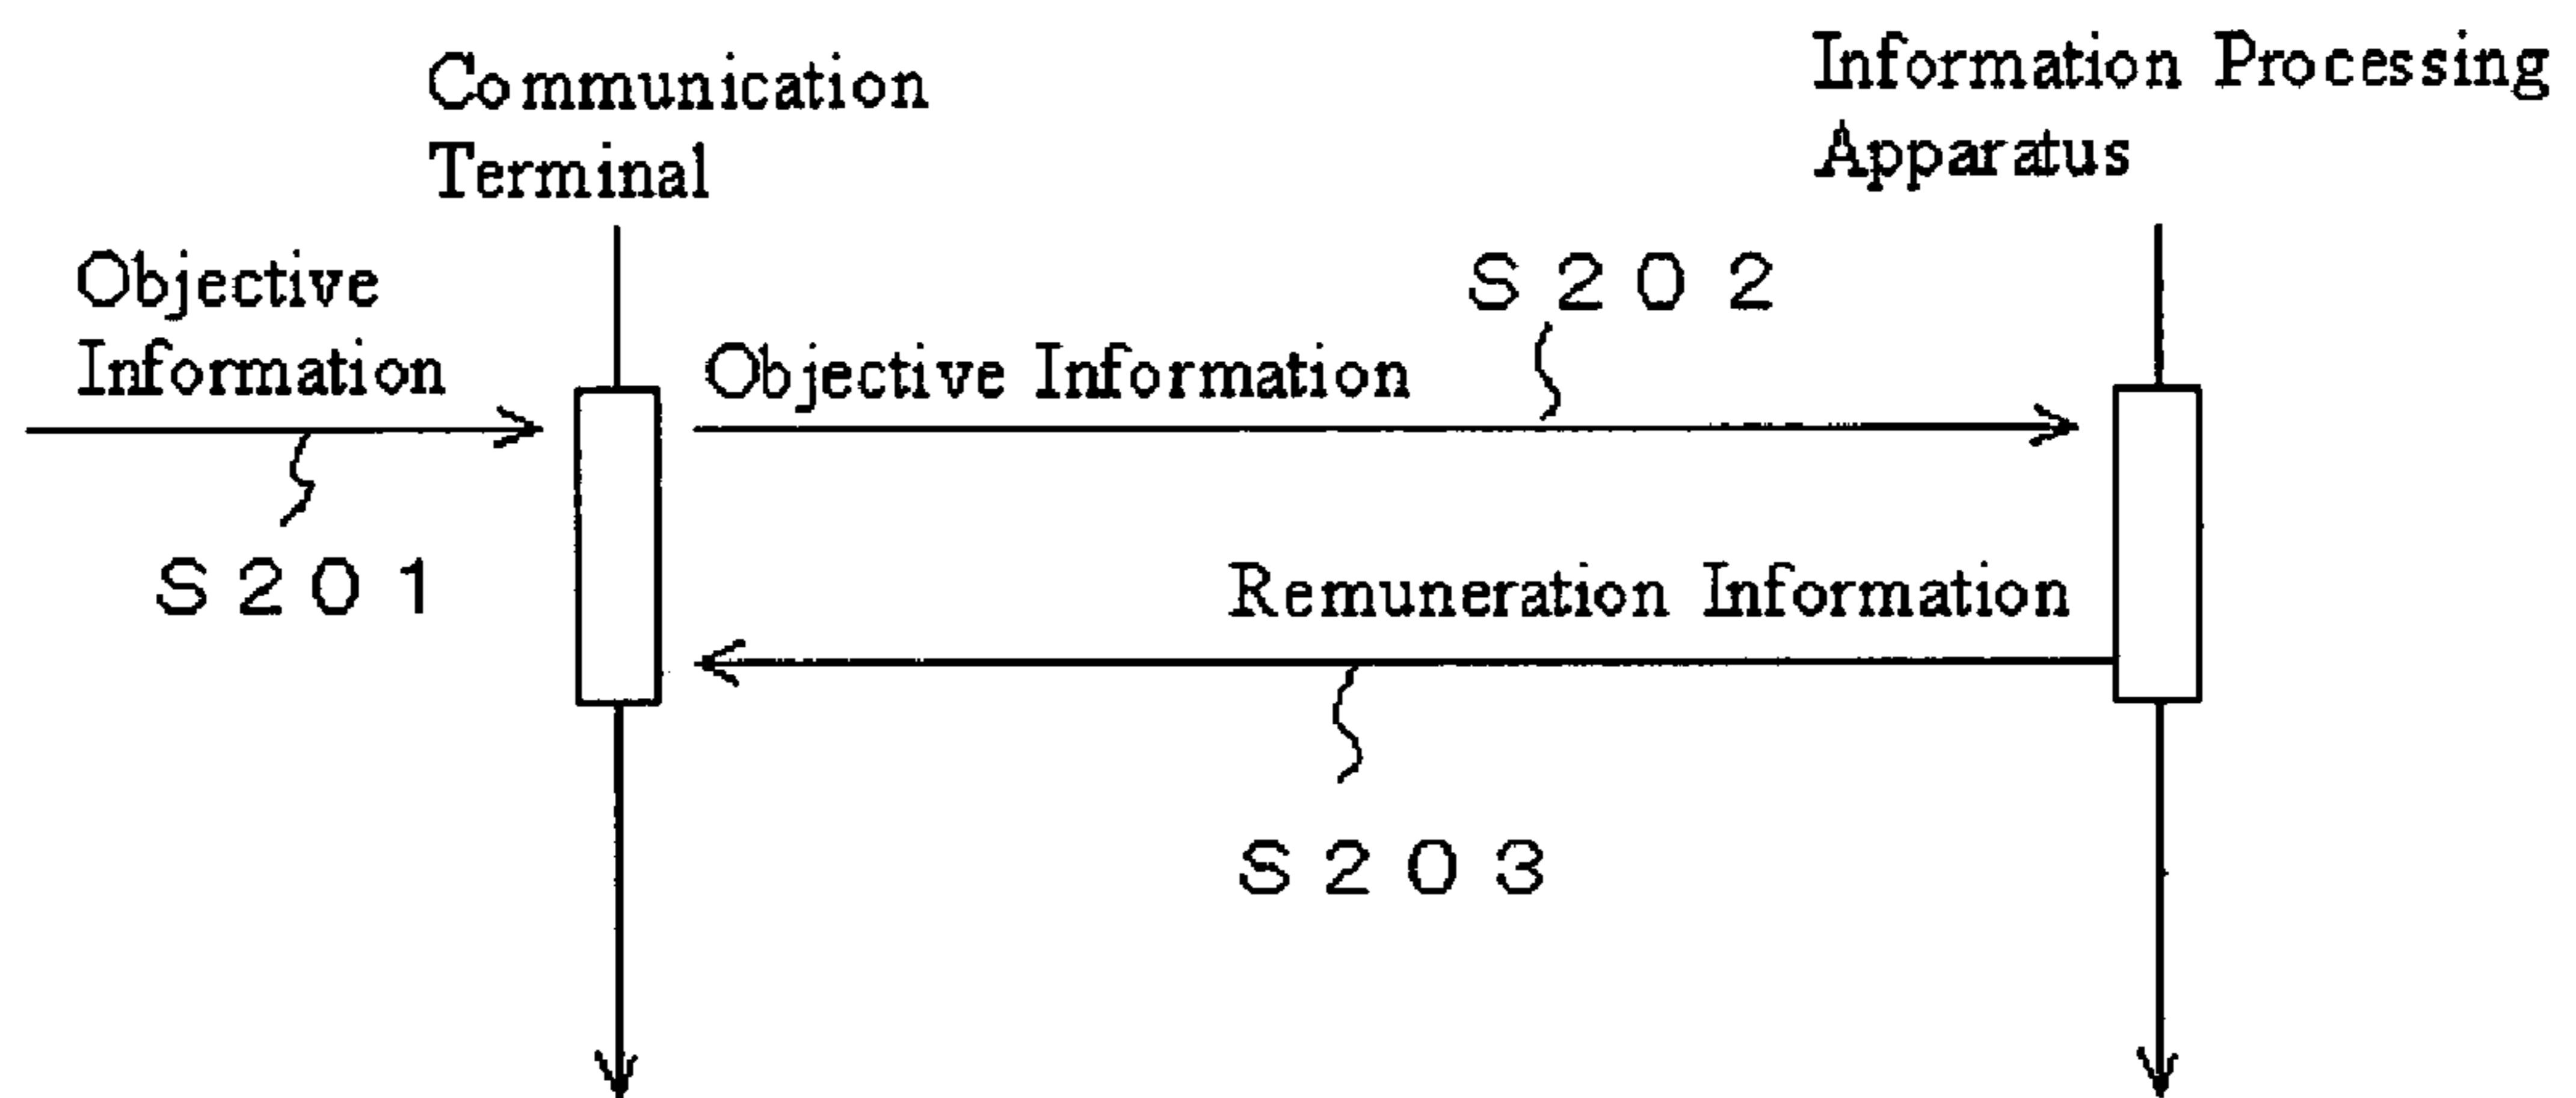 Communication
Terminal
Information Processing
Apparatus
Objective
Information
S201
Objective Information
S202
Remuneration Information
S203